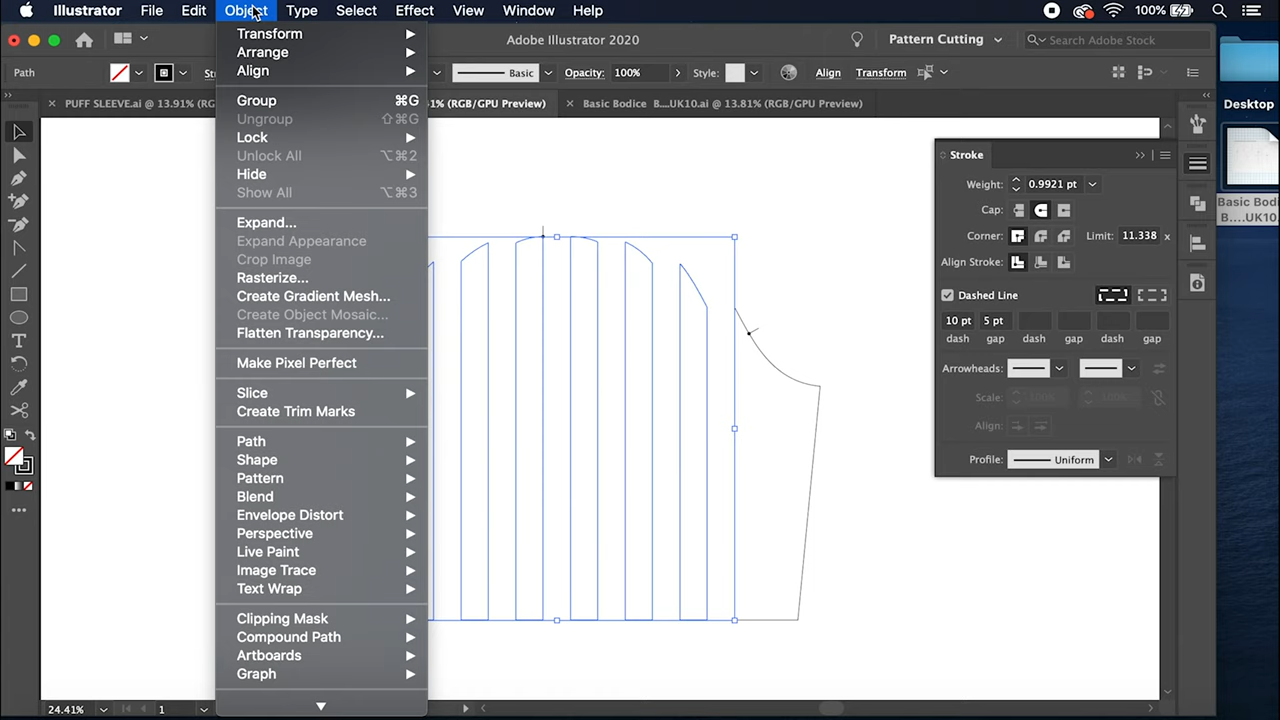 Illustrator File Edit Object Type Select Effect View Window Help 100%
Adobe Illustrator 2020 Pattern Cutting Search Adobe Stock
Path Basic Opacity: 100% Style: Align Transform
PUFF SLEEVE.ai @ 13.91% (RG 1% (RGB/GPU Preview) Basic Bodice B....UK10.ai @ 13.81% (RGB/GPU Preview)
Desktop
Basic Bodi
B....UK10..
Transform
Arrange
Align
Group ⌘G
Ungroup ⇧⌘G
Lock
Unlock All ⌥⌘2
Hide
Show All ⌥⌘3
Expand...
Expand Appearance
Crop Image
Rasterize...
Create Gradient Mesh...
Create Object Mosaic...
Flatten Transparency...
Make Pixel Perfect
Slice
Create Trim Marks
Path
Shape
Pattern
Blend
Envelope Distort
Perspective
Live Paint
Image Trace
Text Wrap
Clipping Mask
Compound Path
Artboards
Graph
Stroke
Weight: 0.9921 pt
Cap:
Corner: Limit: 11.338 x
Align Stroke:
Dashed Line
10 pt 5 pt
dash gap dash gap dash gap
Arrowheads:
Scale: 100% 100%
Align:
Profile: Uniform
24.41% 1